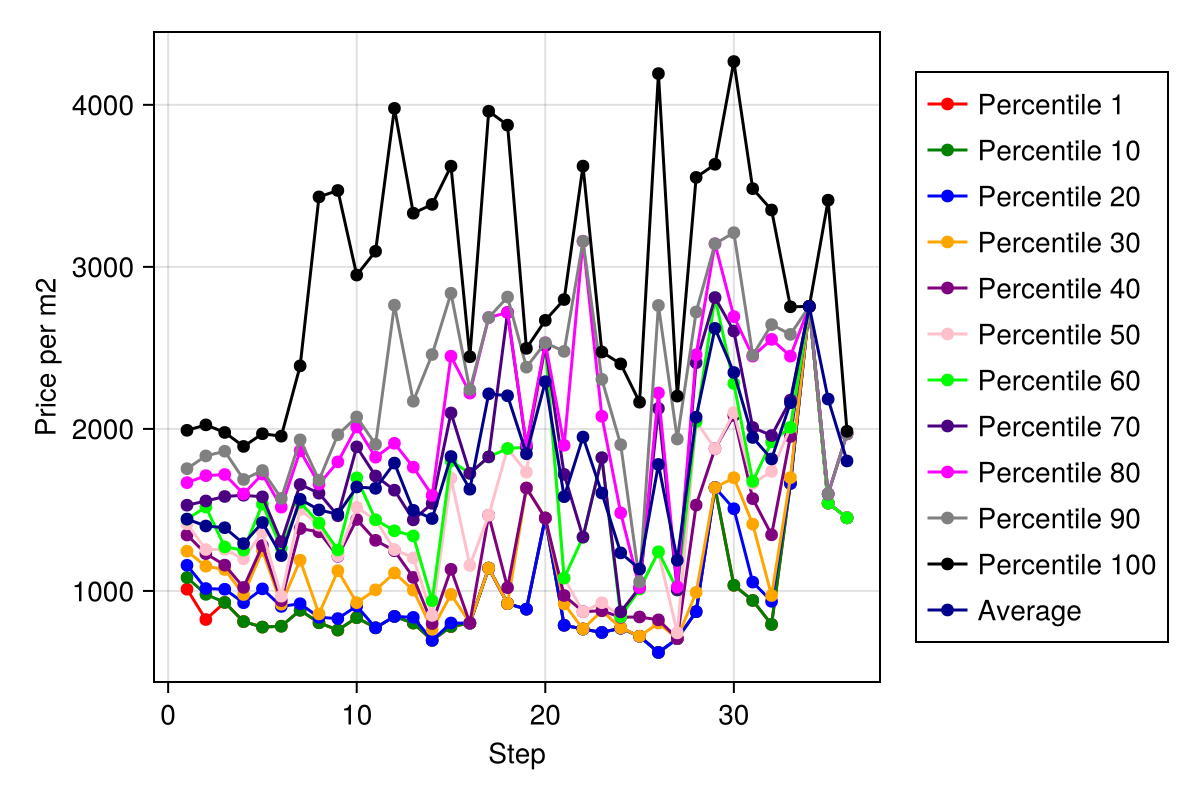 4000
3000
2000
1000
Price per m2
0 10 20 30
Step
Percentile 1
Percentile 10
Percentile 20
Percentile 30
Percentile 40
Percentile 50
Percentile 60
Percentile 70
Percentile 80
Percentile 90
Percentile 100
Average